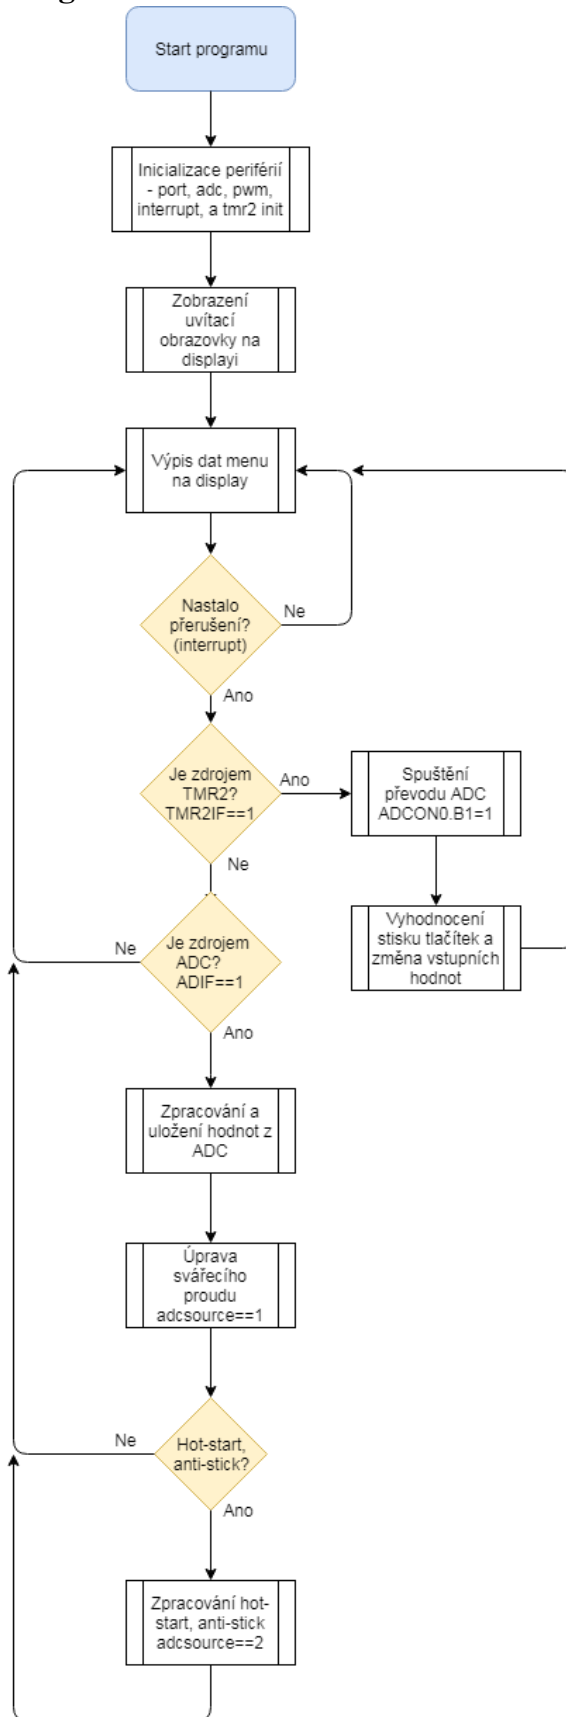 Start programu
Inicializace periférií
- port, adc, pwm,
interrupt, a tmr2 init
Zobrazení
uvítací
obrazovky na
displayi
Výpis dat menu
na display
Nastalo
přerušení?
(interrupt)
Ne
Ano
Je zdrojem
TMR2?
TMR2IF==1
Ano
Spuštění
převodu ADC
ADCON0.B1=1
Ne
Vyhodnocení
stisku tlačítek a
změna vstupních
hodnot
Je zdrojem
ADC?
ADIF==1
Ne
Ano
Zpracování a
uložení hodnot z
ADC
Úprava
svářecího
proudu
adcsource==1
Hot-start,
anti-stick?
Ne
Ano
Zpracování hot-
start, anti-stick
adcsource==2